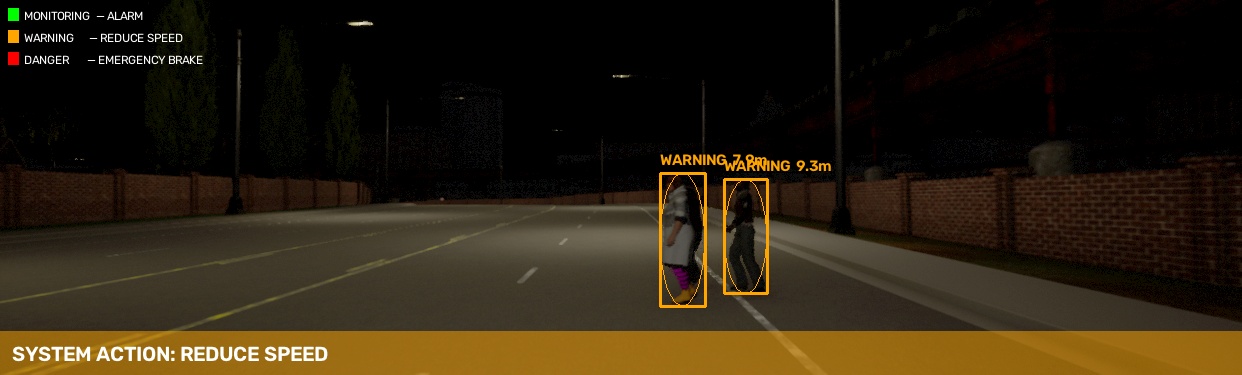 MONITORING – ALARM
WARNING – REDUCE SPEED
DANGER – EMERGENCY BRAKE
WARNING 7.9m
WARNING 9.3m
SYSTEM ACTION: REDUCE SPEED